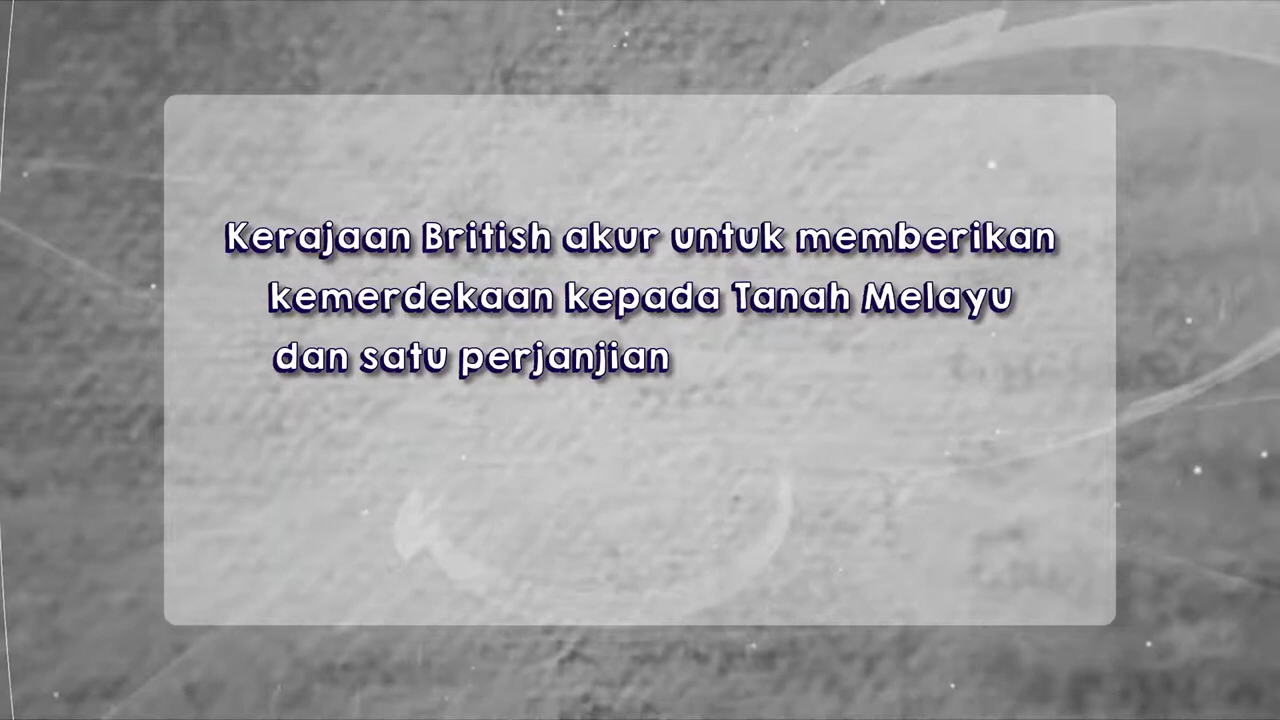 Kerajaan British akur untuk memberikan
kemerdekaan kepada Tanah Melayu
dan satu perjanjian